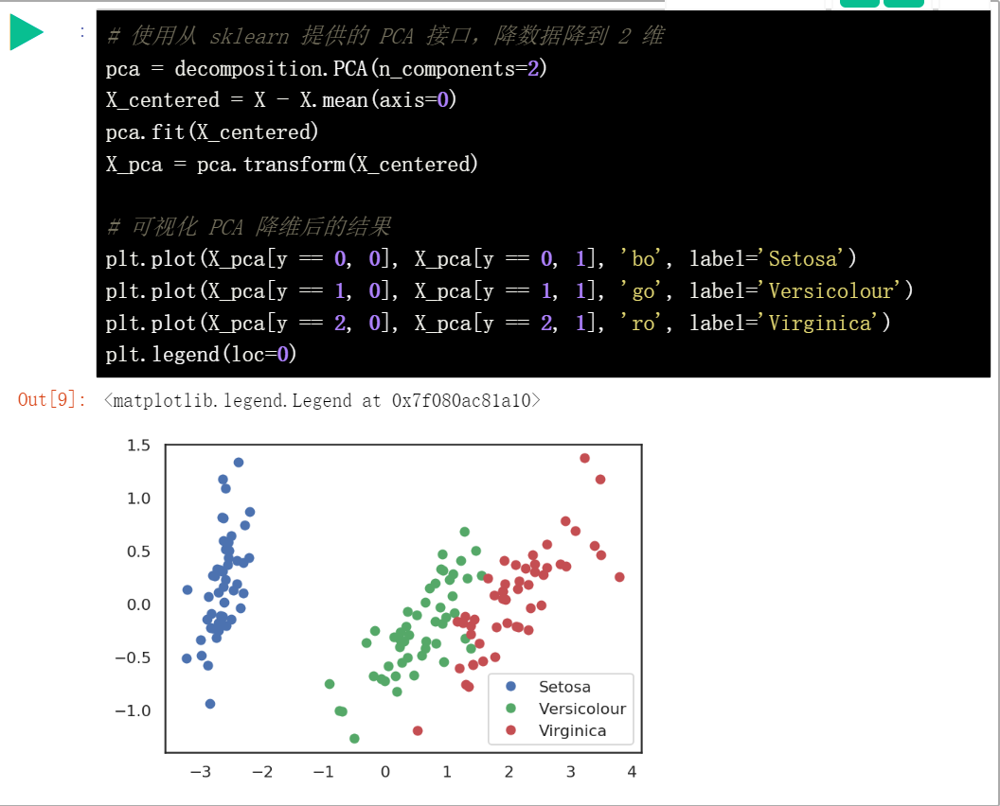 :
# 使用从 sklearn 提供的 PCA 接口，降数据降到 2 维
pca = decomposition.PCA(n_components=2)
X_centered = X - X.mean(axis=0)
pca.fit(X_centered)
X_pca = pca.transform(X_centered)
# 可视化 PCA 降维后的结果
plt.plot(X_pca[y == 0, 0], X_pca[y == 0, 1], 'bo', label='Setosa')
plt.plot(X_pca[y == 1, 0], X_pca[y == 1, 1], 'go', label='Versicolour')
plt.plot(X_pca[y == 2, 0], X_pca[y == 2, 1], 'ro', label='Virginica')
plt.legend(loc=0)
Out[9]: <matplotlib.legend.Legend at 0x7f080ac81a10>
1.5
1.0
0.5
0.0
−0.5
−1.0
Setosa
Versicolour
Virginica
−3 −2 −1 0 1 2 3 4